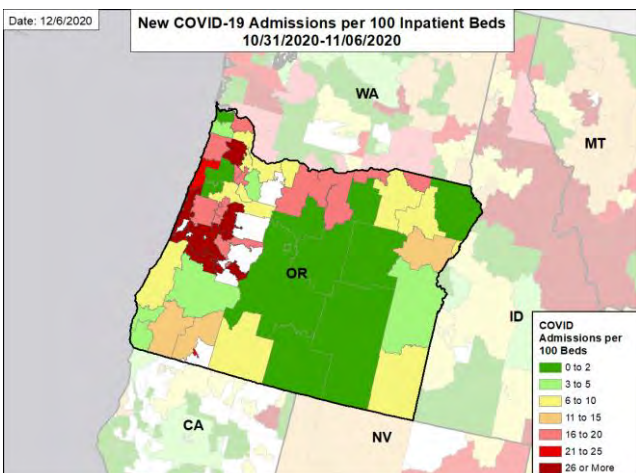 Date: 12/6/2020
New COVID-19 Admissions per 100 Inpatient Beds
10/31/2020-11/06/2020
WA
MT
OR
ID
CA
NV
COVID
Admissions per
100 Beds
0 to 2
3 to 5
6 to 10
11 to 15
16 to 20
21 to 25
26 or More